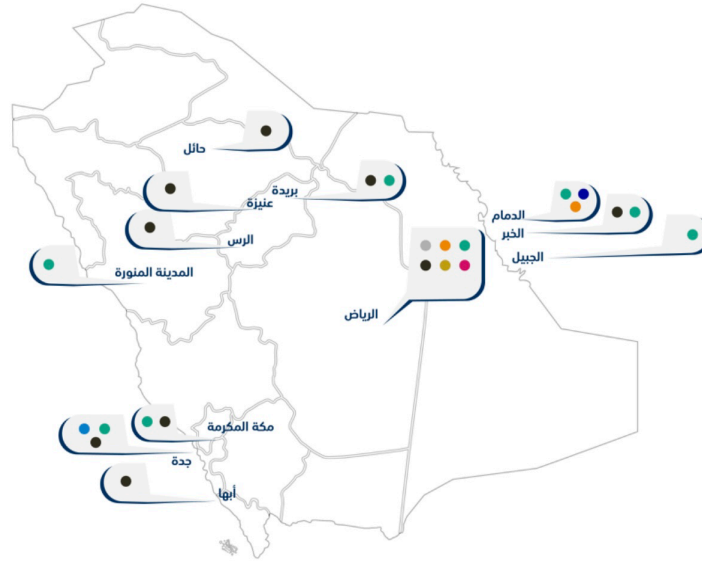 حائل
بريدة
عنيزة
الدمام
الخبر
الرس
الجبيل
المدينة المنورة
الرياض
مكة المكرمة
جدة
أبها